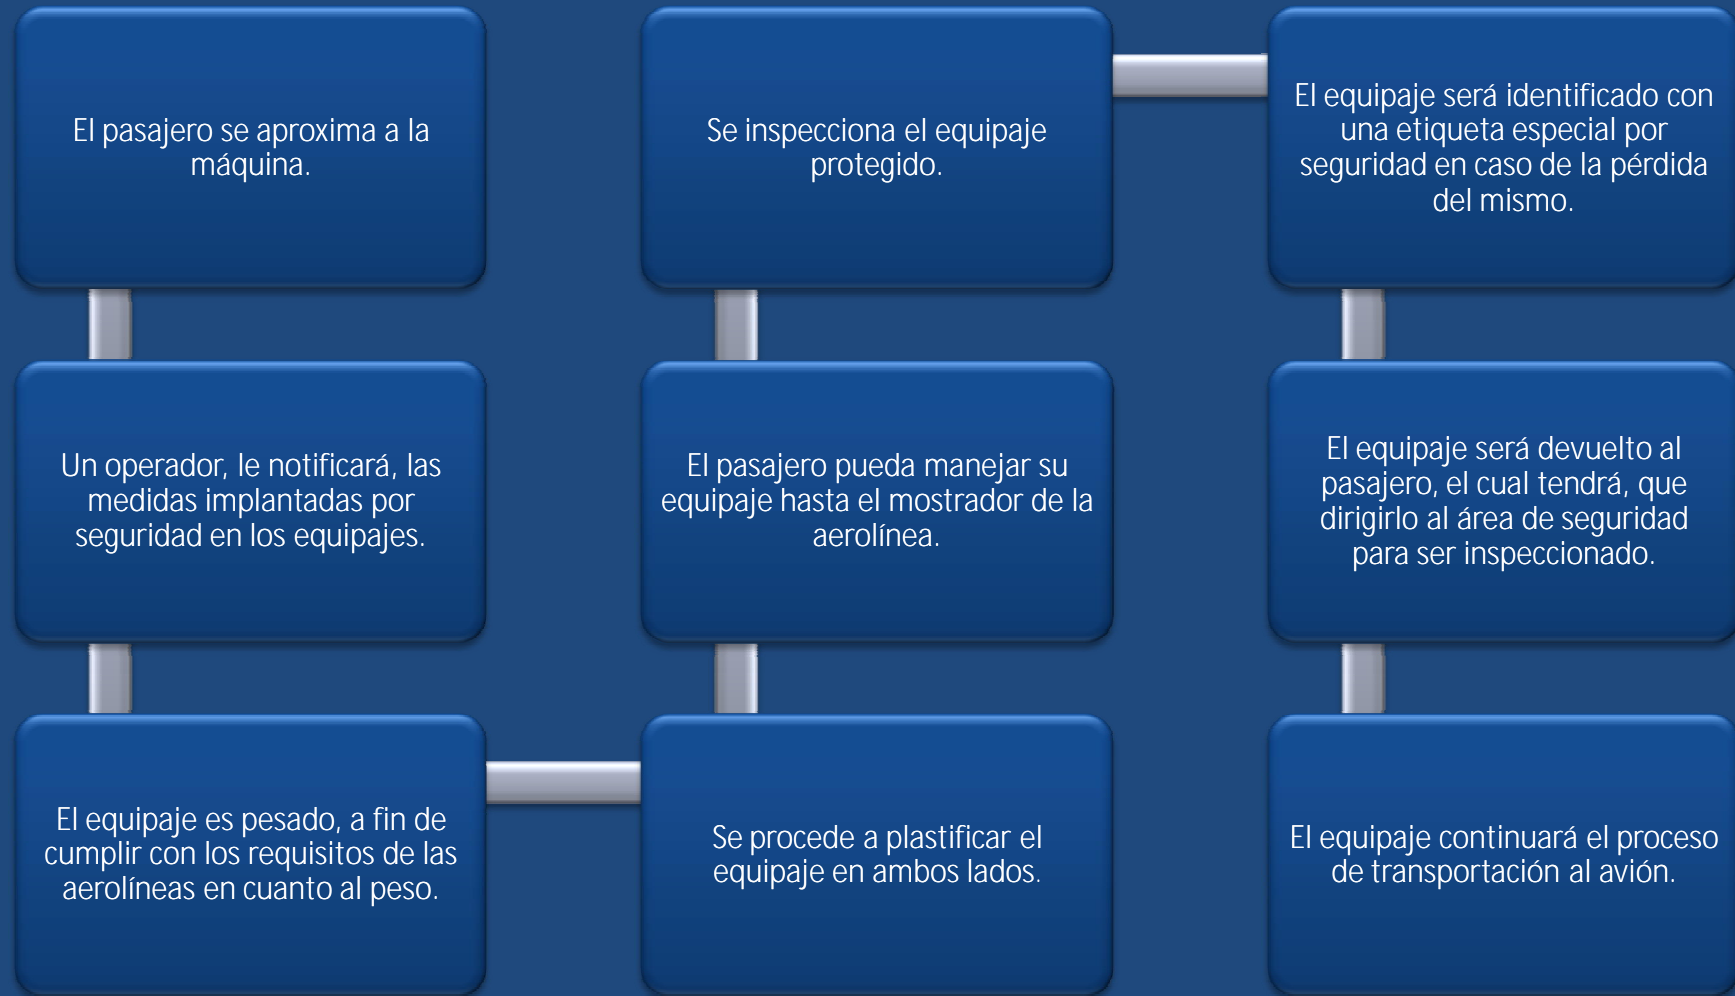 El pasajero se aproxima a la
máquina.
Un operador, le notificará, las
medidas implantadas por
seguridad en los equipajes.
El equipaje es pesado, a fin de
cumplir con los requisitos de las
aerolíneas en cuanto al peso.
Se procede a plastificar el
equipaje en ambos lados.
El pasajero pueda manejar su
equipaje hasta el mostrador de la
aerolínea.
Se inspecciona el equipaje
protegido.
El equipaje será identificado con
una etiqueta especial por
seguridad en caso de la pérdida
del mismo.
El equipaje será devuelto al
pasajero, el cual tendrá, que
dirigirlo al área de seguridad
para ser inspeccionado.
El equipaje continuará el proceso
de transportación al avión.